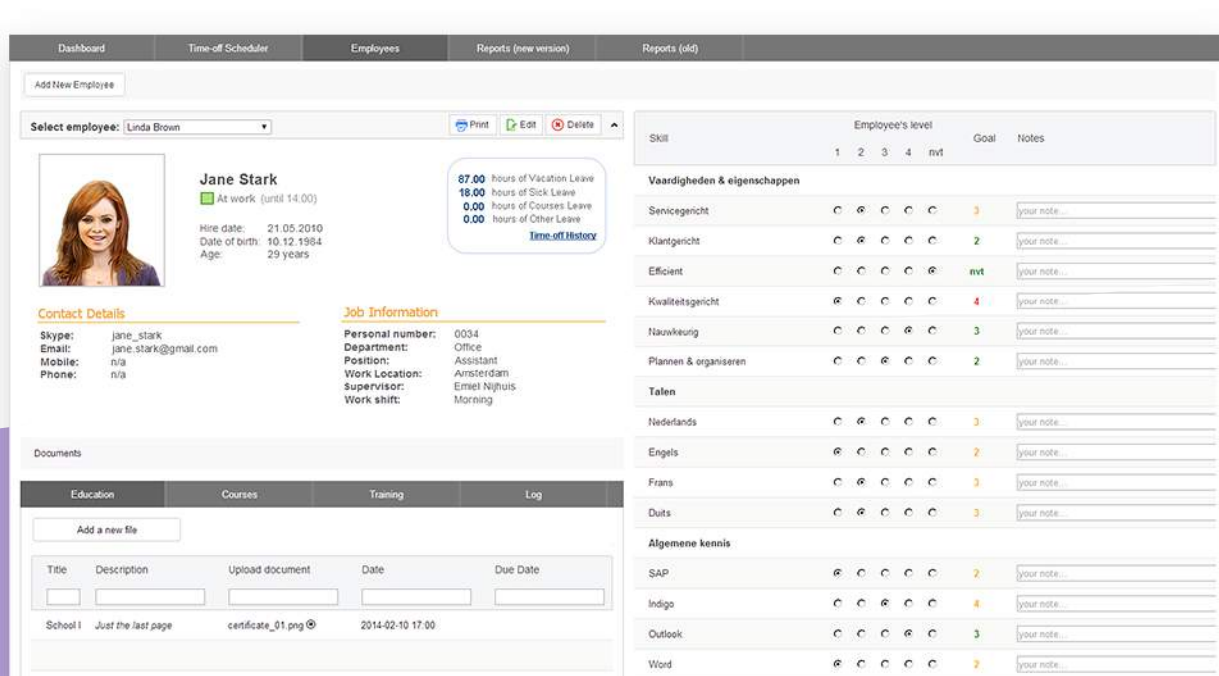 Dashboard Time-off Scheduler Employees Reports (new version) Reports (old)
Add New Employee
Select employee: Linda Brown Print Edit Delete
Jane Stark
At work (until 14:00)
Hire date: 21.05.2010
Date of birth: 10.12.1984
Age: 29 years
87.00 hours of Vacation Leave
18.00 hours of Sick Leave
0.00 hours of Courses Leave
0.00 hours of Other Leave
Time-off History
Contact Details
Skype: jane_stark
Email: jane.stark@gmail.com
Mobile: n/a
Phone: n/a
Job Information
Personal number: 0034
Department: Office
Position: Assistant
Work Location: Amsterdam
Supervisor: Emiel Nijhuis
Work shift: Morning
Documents
Education Courses Training Log
Add a new file
Title Description Upload document Date Due Date
School l Just the last page certificate_01.png 2014-02-10 17:00
Employee's level
Skill Goal Notes
1 2 3 4 nvt
Vaardigheden & eigenschappen
Servicegericht 3 your note...
Klantgericht 2 your note...
Efficient nvt your note...
Kwaliteitsgericht 4 your note...
Nauwkeurig 3 your note...
Plannen & organiseren 2 your note...
Talen
Nederlands 3 your note...
Engels 2 your note...
Frans 3 your note...
Duits 3 your note...
Algemene kennis
SAP 2 your note...
Indigo 4 your note...
Outlook 3 your note...
Word 2 your note...